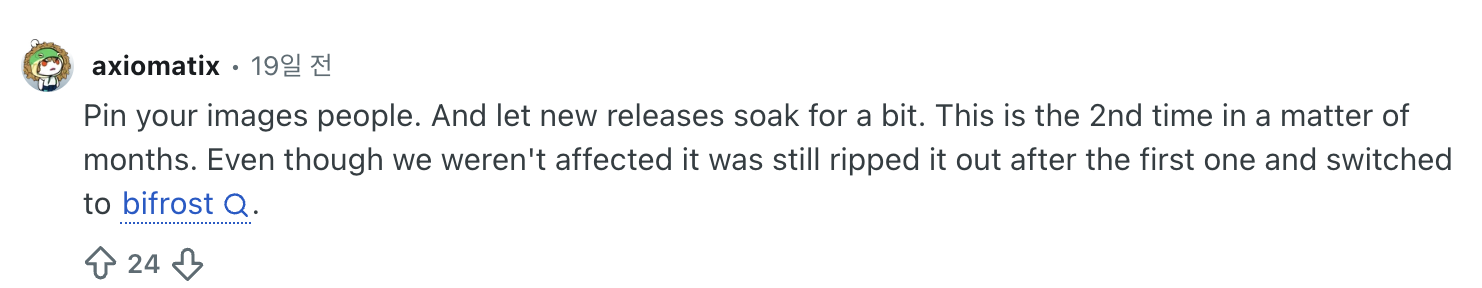 axiomatix • 19일 전
Pin your images people. And let new releases soak for a bit. This is the 2nd time in a matter of
months. Even though we weren't affected it was still ripped it out after the first one and switched
to bifrost.
24